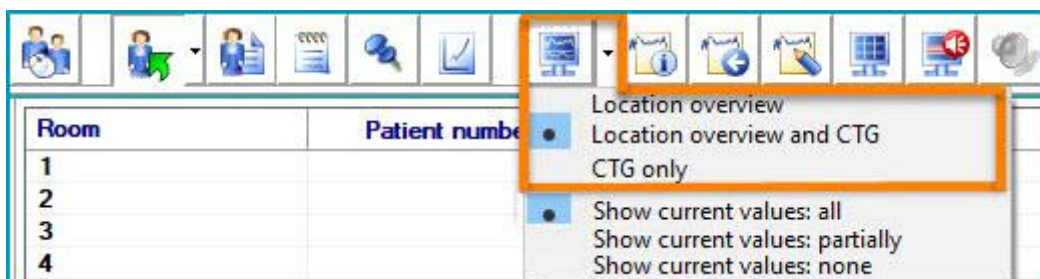 Room
Patient numbe
1
2
3
4
Location overview
Location overview and CTG
CTG only
Show current values: all
Show current values: partially
Show current values: none